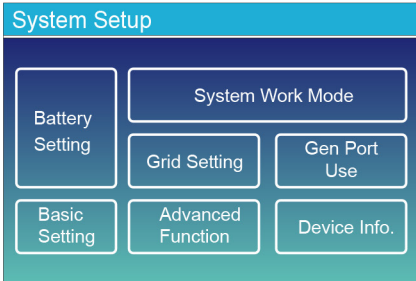 System Setup
Battery
Setting
System Work Mode
Grid Setting
Gen Port
Use
Basic
Setting
Advanced
Function
Device Info.